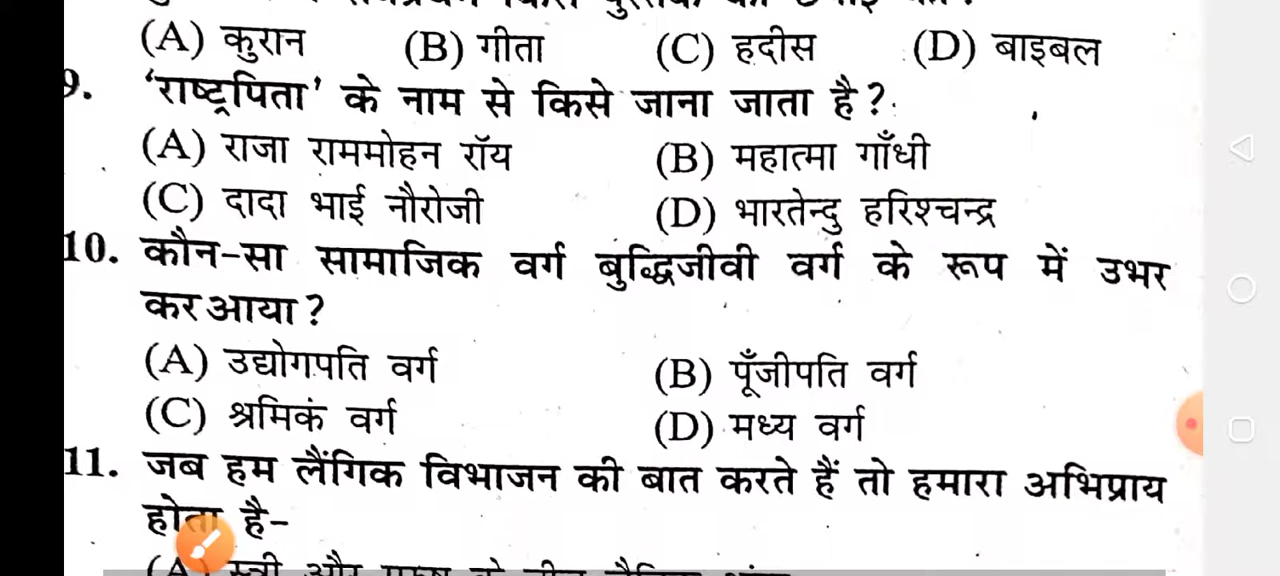 (A) कुरान (B) गीता (C) हदीस (D) बाइबल
9. ‘राष्ट्रपिता’ के नाम से किसे जाना जाता है?
(A) राजा राममोहन रॉय (B) महात्मा गाँधी
(C) दादा भाई नौरोजी (D) भारतेन्दु हरिश्चन्द्र
10. कौन-सा सामाजिक वर्ग बुद्धिजीवी वर्ग के रूप में उभर
कर आया?
(A) उद्योगपति वर्ग (B) पूँजीपति वर्ग
(C) श्रमिकं वर्ग (D) मध्य वर्ग
11. जब हम लैंगिक विभाजन की बात करते हैं तो हमारा अभिप्राय
होता है-
(A) स्त्री और